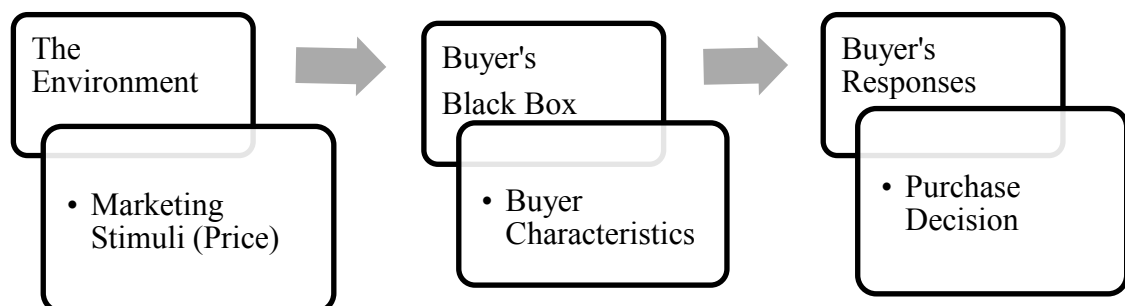 The
Environment
• Marketing
Stimuli (Price)
Buyer's
Black Box
• Buyer
Characteristics
Buyer's
Responses
• Purchase
Decision